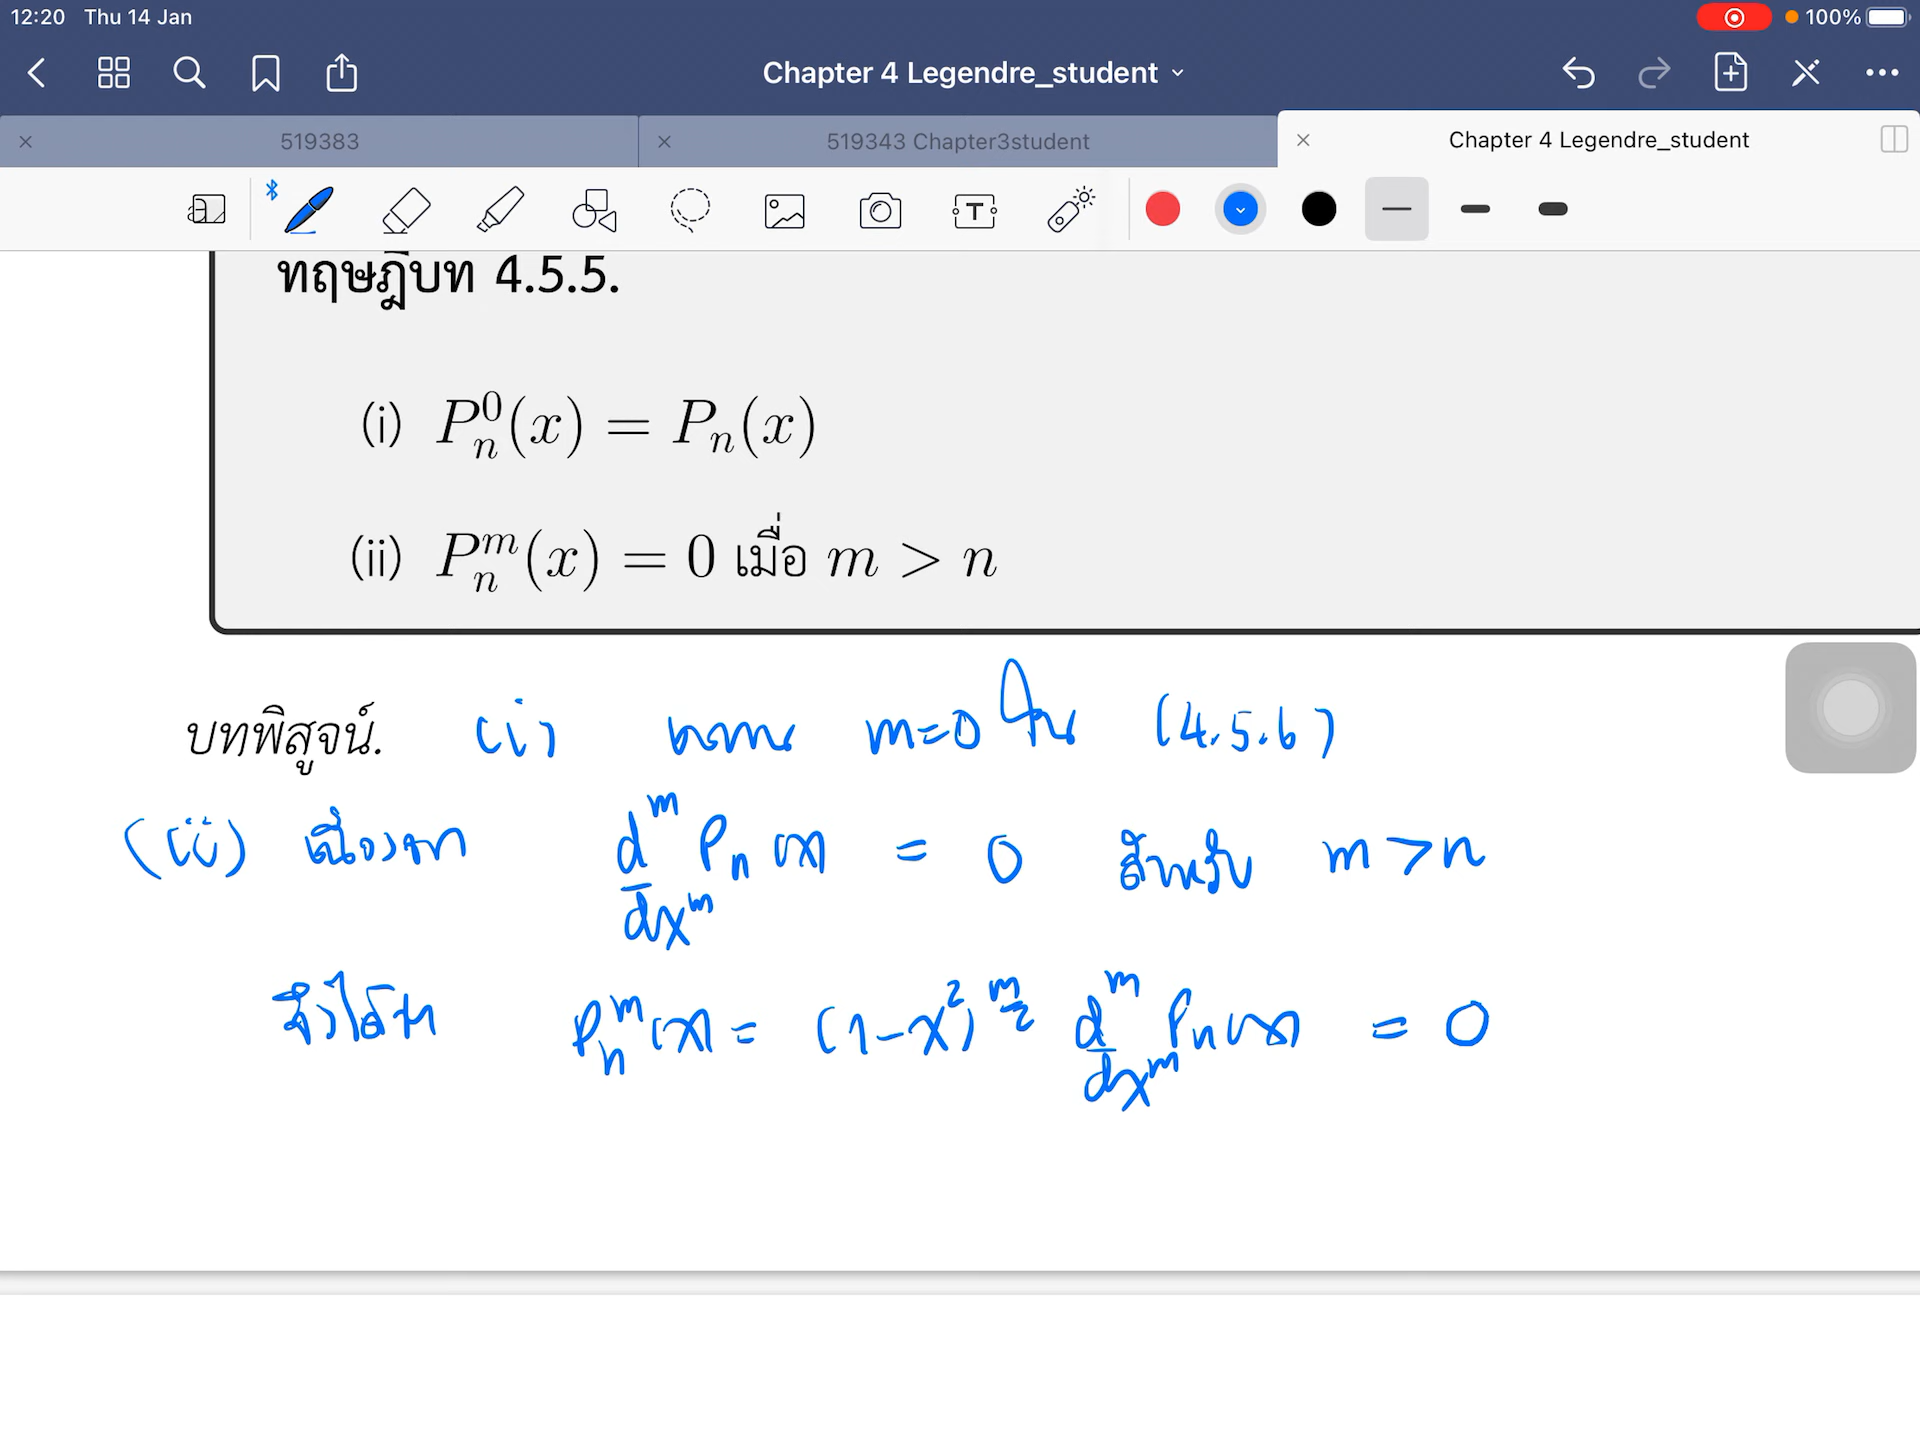 12:20 Thu 14 Jan 100%
Chapter 4 Legendre_student
519383 519343 Chapter3student Chapter 4 Legendre_student
ทฤษฎีบท 4.5.5.
(i) P_n^0(x) = P_n(x)
(ii) P_n^m(x) = 0 เมื่อ m > n
บทพิสูจน์. (i) m=0 ใน (4.5.6)
(ii) เนื่องจาก d^m/dx^m P_n(x) = 0 สำหรับ m > n
จึงได้ว่า P_n^m(x) = (1-x^2)^{m/2} d^m/dx^m P_n(x) = 0